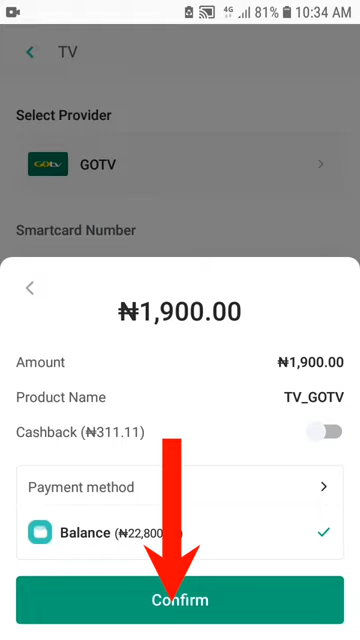 4G 81% 10:34 AM
TV
Select Provider
GOtv GOTV
Smartcard Number
₦1,900.00
Amount ₦1,900.00
Product Name TV_GOTV
Cashback (₦311.11)
Payment method
Balance (₦22,800
Confirm